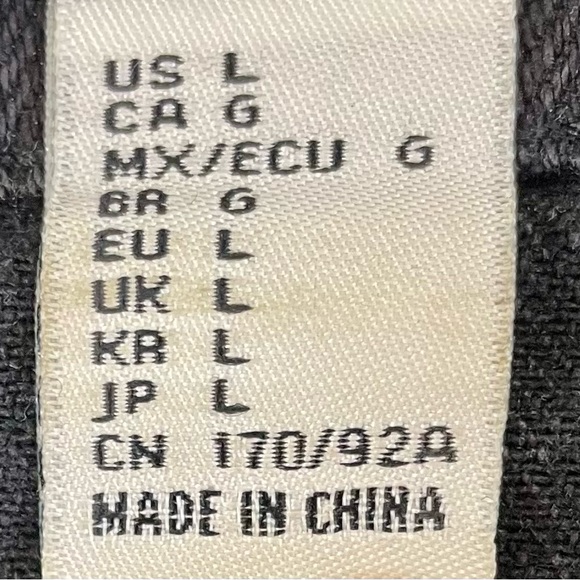 US L
CA G
MX/ECU G
BR G
EU L
UK L
KR L
JP L
CN 170/92A
MADE IN CHINA